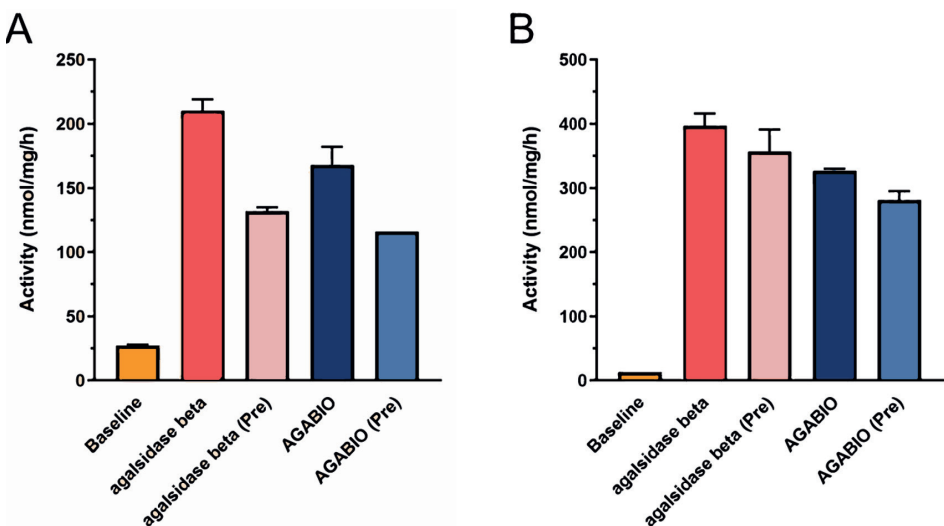 A
Activity (nmol/mg/h)
250
200
150
100
50
0
Baseline
agalsidase beta
agalsidase beta (Pre)
AGABIO
AGABIO (Pre)
B
Activity (nmol/mg/h)
500
400
300
200
100
0
Baseline
agalsidase beta
agalsidase beta (Pre)
AGABIO
AGABIO (Pre)